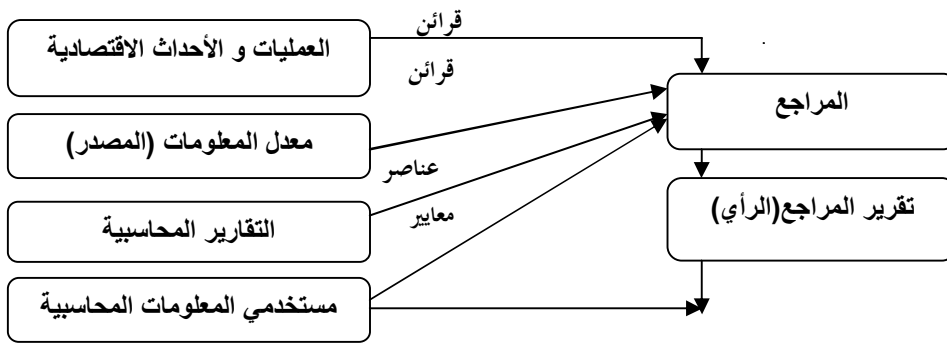 قرائن
العمليات و الأحداث الاقتصادية
قرائن
المراجع
معدل المعلومات (المصدر)
عناصر
تقرير المراجع(الرأي)
معايير
التقارير المحاسبية
مستخدمي المعلومات المحاسبية